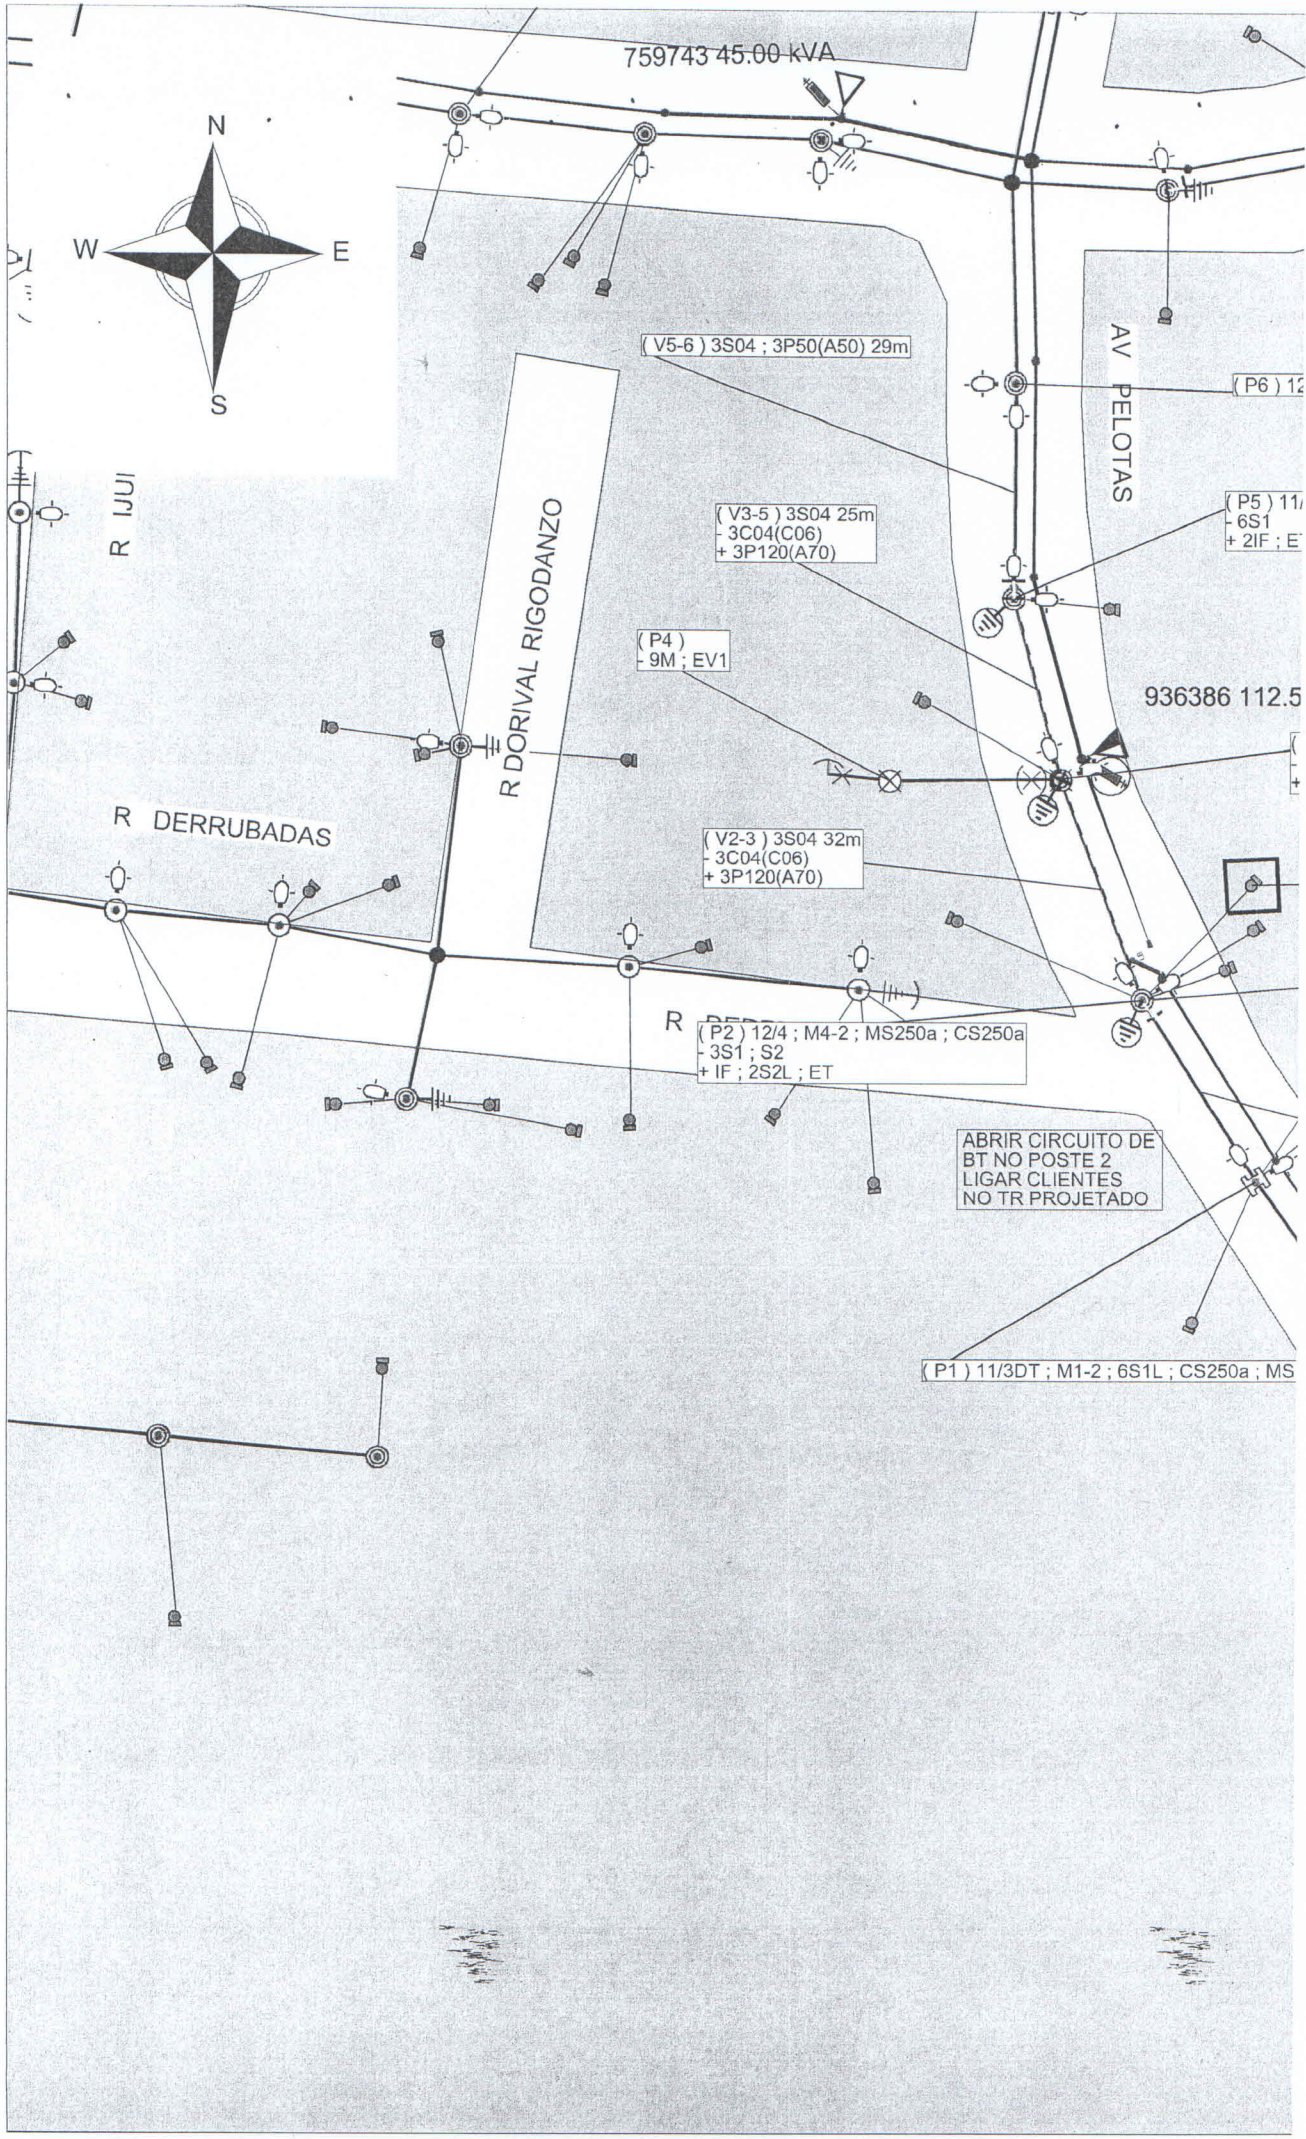 759743 45.00 kVA
N
W
E
S
( V5-6 ) 3S04 ; 3P50(A50) 29m
AV PELOTAS
( P6 ) 12
R IJUI
( V3-5 ) 3S04 25m
- 3C04(C06)
+ 3P120(A70)
( P5 ) 11/
- 6S1
+ 2IF ; E
R DORIVAL RIGODANZO
( P4 )
- 9M ; EV1
936386 112.5
(
-
+
R DERRUBADAS
( V2-3 ) 3S04 32m
- 3C04(C06)
+ 3P120(A70)
R
( P2 ) 12/4 ; M4-2 ; MS250a ; CS250a
- 3S1 ; S2
+ IF ; 2S2L ; ET
ABRIR CIRCUITO DE
BT NO POSTE 2
LIGAR CLIENTES
NO TR PROJETADO
( P1 ) 11/3DT ; M1-2 ; 6S1L ; CS250a ; MS